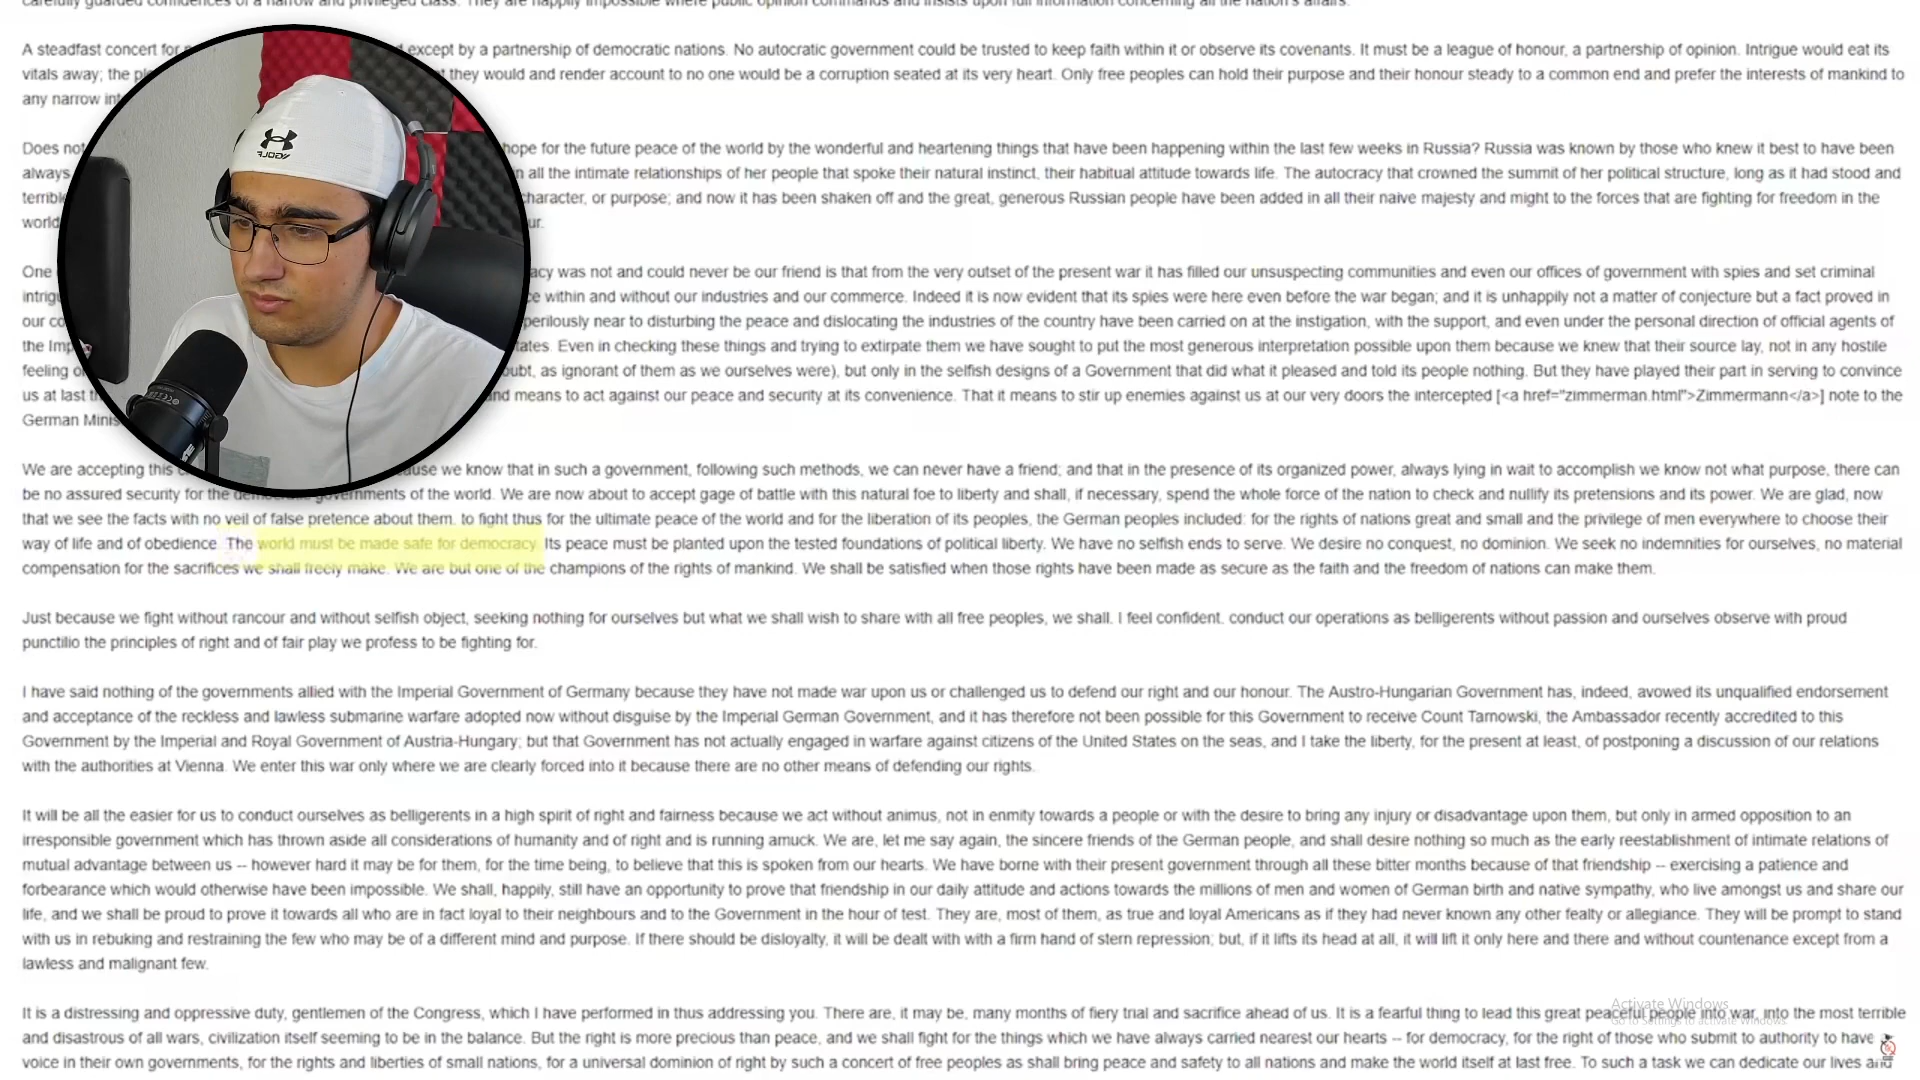 carefully guarded confidences of a narrow and privileged class. They are happily impossible where public opinion commands and insists upon full information concerning all the nation's affairs.
A steadfast concert for except by a partnership of democratic nations. No autocratic government could be trusted to keep faith within it or observe its covenants. It must be a league of honour, a partnership of opinion. Intrigue would eat its
vitals away; the they would and render account to no one would be a corruption seated at its very heart. Only free peoples can hold their purpose and their honour steady to a common end and prefer the interests of mankind to
any narrow
Does not hope for the future peace of the world by the wonderful and heartening things that have been happening within the last few weeks in Russia? Russia was known by those who knew it best to have been
always all the intimate relationships of her people that spoke their natural instinct, their habitual attitude towards life. The autocracy that crowned the summit of her political structure, long as it had stood and
terrible character, or purpose; and now it has been shaken off and the great, generous Russian people have been added in all their naive majesty and might to the forces that are fighting for freedom in the
world
One was not and could never be our friend is that from the very outset of the present war it has filled our unsuspecting communities and even our offices of government with spies and set criminal
within and without our industries and our commerce. Indeed it is now evident that its spies were here even before the war began; and it is unhappily not a matter of conjecture but a fact proved in
our perilously near to disturbing the peace and dislocating the industries of the country have been carried on at the instigation, with the support, and even under the personal direction of official agents of
the Even in checking these things and trying to extirpate them we have sought to put the most generous interpretation possible upon them because we knew that their source lay, not in any hostile
feeling as ignorant of them as we ourselves were), but only in the selfish designs of a Government that did what it pleased and told its people nothing. But they have played their part in serving to convince
us at last and means to act against our peace and security at its convenience. That it means to stir up enemies against us at our very doors the intercepted [<a href="zimmerman.html">Zimmermann</a>] note to the
German
We are accepting this we know that in such a government, following such methods, we can never have a friend; and that in the presence of its organized power, always lying in wait to accomplish we know not what purpose, there can
be no assured security for the democratic governments of the world. We are now about to accept gage of battle with this natural foe to liberty and shall, if necessary, spend the whole force of the nation to check and nullify its pretensions and its power. We are glad, now
that we see the facts with no veil of false pretence about them, to fight thus for the ultimate peace of the world and for the liberation of its peoples, the German peoples included: for the rights of nations great and small and the privilege of men everywhere to choose their
way of life and of obedience. The world must be made safe for democracy. Its peace must be planted upon the tested foundations of political liberty. We have no selfish ends to serve. We desire no conquest, no dominion. We seek no indemnities for ourselves, no material
compensation for the sacrifices we shall freely make. We are but one of the champions of the rights of mankind. We shall be satisfied when those rights have been made as secure as the faith and the freedom of nations can make them.
Just because we fight without rancour and without selfish object, seeking nothing for ourselves but what we shall wish to share with all free peoples, we shall, I feel confident, conduct our operations as belligerents without passion and ourselves observe with proud
punctilio the principles of right and of fair play we profess to be fighting for.
I have said nothing of the governments allied with the Imperial Government of Germany because they have not made war upon us or challenged us to defend our right and our honour. The Austro-Hungarian Government has, indeed, avowed its unqualified endorsement
and acceptance of the reckless and lawless submarine warfare adopted now without disguise by the Imperial German Government, and it has therefore not been possible for this Government to receive Count Tarnowski, the Ambassador recently accredited to this
Government by the Imperial and Royal Government of Austria-Hungary; but that Government has not actually engaged in warfare against citizens of the United States on the seas, and I take the liberty, for the present at least, of postponing a discussion of our relations
with the authorities at Vienna. We enter this war only where we are clearly forced into it because there are no other means of defending our rights.
It will be all the easier for us to conduct ourselves as belligerents in a high spirit of right and fairness because we act without animus, not in enmity towards a people or with the desire to bring any injury or disadvantage upon them, but only in armed opposition to an
irresponsible government which has thrown aside all considerations of humanity and of right and is running amuck. We are, let me say again, the sincere friends of the German people, and shall desire nothing so much as the early reestablishment of intimate relations of
mutual advantage between us -- however hard it may be for them, for the time being, to believe that this is spoken from our hearts. We have borne with their present government through all these bitter months because of that friendship -- exercising a patience and
forbearance which would otherwise have been impossible. We shall, happily, still have an opportunity to prove that friendship in our daily attitude and actions towards the millions of men and women of German birth and native sympathy, who live amongst us and share our
life, and we shall be proud to prove it towards all who are in fact loyal to their neighbours and to the Government in the hour of test. They are, most of them, as true and loyal Americans as if they had never known any other fealty or allegiance. They will be prompt to stand
with us in rebuking and restraining the few who may be of a different mind and purpose. If there should be disloyalty, it will be dealt with with a firm hand of stern repression; but, if it lifts its head at all, it will lift it only here and there and without countenance except from a
lawless and malignant few.
It is a distressing and oppressive duty, gentlemen of the Congress, which I have performed in thus addressing you. There are, it may be, many months of fiery trial and sacrifice ahead of us. It is a fearful thing to lead this great peaceful people into war, into the most terrible
and disastrous of all wars, civilization itself seeming to be in the balance. But the right is more precious than peace, and we shall fight for the things which we have always carried nearest our hearts -- for democracy, for the right of those who submit to authority to have a
voice in their own governments, for the rights and liberties of small nations, for a universal dominion of right by such a concert of free peoples as shall bring peace and safety to all nations and make the world itself at last free. To such a task we can dedicate our lives and
Activate Windows
Go to Settings to activate Windows.
GOLF